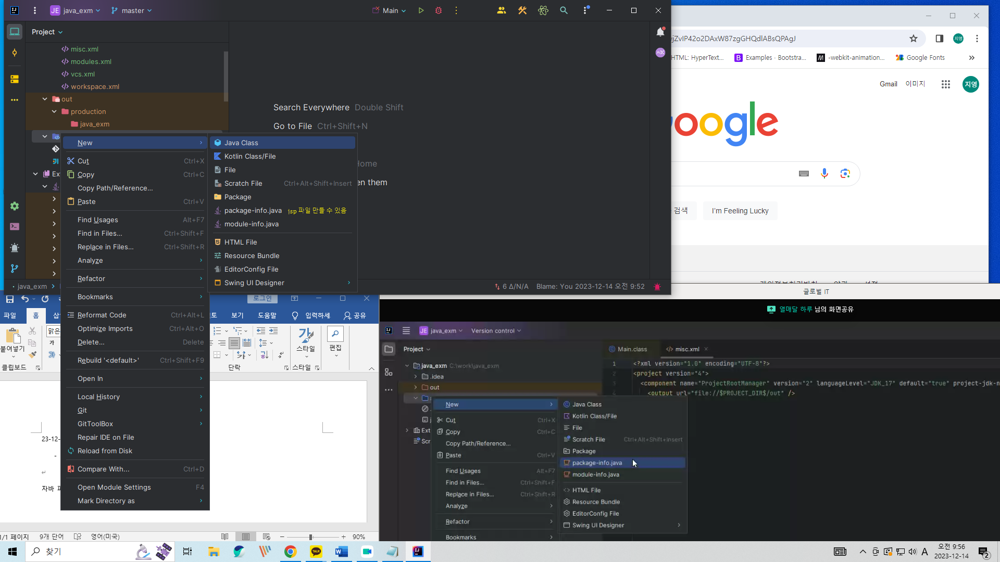 java_exm
master
Main
Project
misc.xml
modules.xml
vcs.xml
workspace.xml
out
production
java_exm
Search Everywhere Double Shift
Go to File Ctrl+Shift+N
Home
en them
New
Cut Ctrl+X
Copy Ctrl+C
Copy Path/Reference...
Paste Ctrl+V
Find Usages Alt+F7
Find in Files... Ctrl+Shift+F
Replace in Files... Ctrl+Shift+R
Analyze
Refactor
Bookmarks
Reformat Code Ctrl+Alt+L
Optimize Imports Ctrl+Alt+O
Delete... Delete
Rebuild '<default>' Ctrl+Shift+F9
Open In
Local History
Git
GitToolBox
Repair IDE on File
Reload from Disk
Compare With... Ctrl+D
Open Module Settings F4
Mark Directory as
Java Class
Kotlin Class/File
File
Scratch File Ctrl+Alt+Shift+Insert
Package
package-info.java jsp 파일 만들 수 있음
module-info.java
HTML File
Resource Bundle
EditorConfig File
Swing UI Designer
Ex
java_exm
6 Δ/N/A Blame: You 2023-12-14 오전 9:52
jZvIP42o2DAxW87zgGHQdlABsQPAgJ
지영
HTML: HyperText...
Examples · Bootstra...
-webkit-animation...
Google Fonts
Gmail 이미지
지영
oogle
검색
I'm Feeling Lucky
로그인
파일 홈 삽 토 보기 도움말 입력하세 공유
붙여넣기
맑은
가
스타일
편집
클립보드 단락 스타일
23-12-
-
자바 파
1/1 페이지 9개 단어 영어(미국) 90%
글로벌 IT
열매달 하루 님의 화면공유
JE java_exm Version control
Project
Main.class
misc.xml
java_exm C:\work\java_exm
.idea
out
Ext
Scr
1 <?xml version="1.0" encoding="UTF-8"?>
2 <project version="4">
3 <component name="ProjectRootManager" version="2" languageLevel="JDK_17" default="true" project-jdk-n
4 <output url="file://$PROJECT_DIR$/out" />
New
Cut Ctrl+X
Copy Ctrl+C
Copy Path/Reference...
Paste Ctrl+V
Find Usages Alt+F7
Find in Files... Ctrl+Shift+F
Replace in Files... Ctrl+Shift+R
Analyze
Refactor
Bookmarks
Java Class
Kotlin Class/File
File
Scratch File Ctrl+Alt+Shift+Insert
Package
package-info.java
module-info.java
HTML File
Resource Bundle
EditorConfig File
Swing UI Designer
찾기
A
오전 9:56
2023-12-14
2